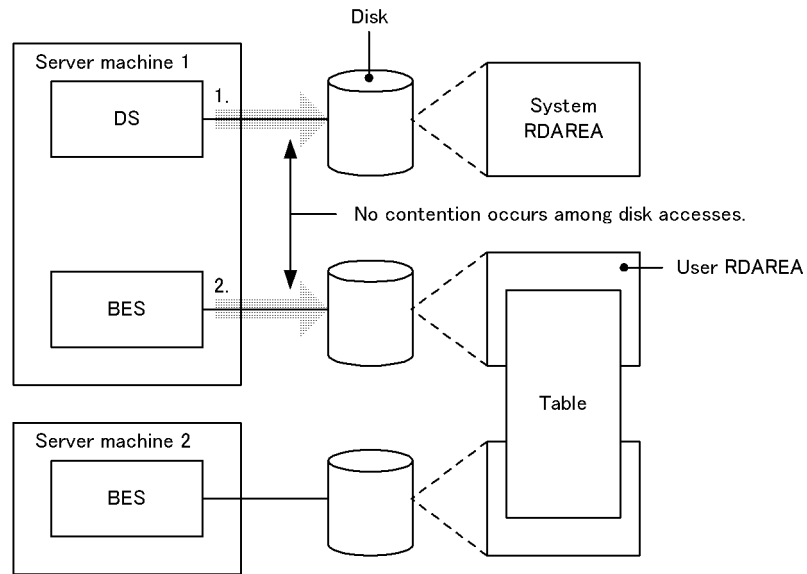 Disk
Server machine 1
DS
1.
System
RDAREA
No contention occurs among disk accesses.
BES
2.
User RDAREA
Table
Server machine 2
BES